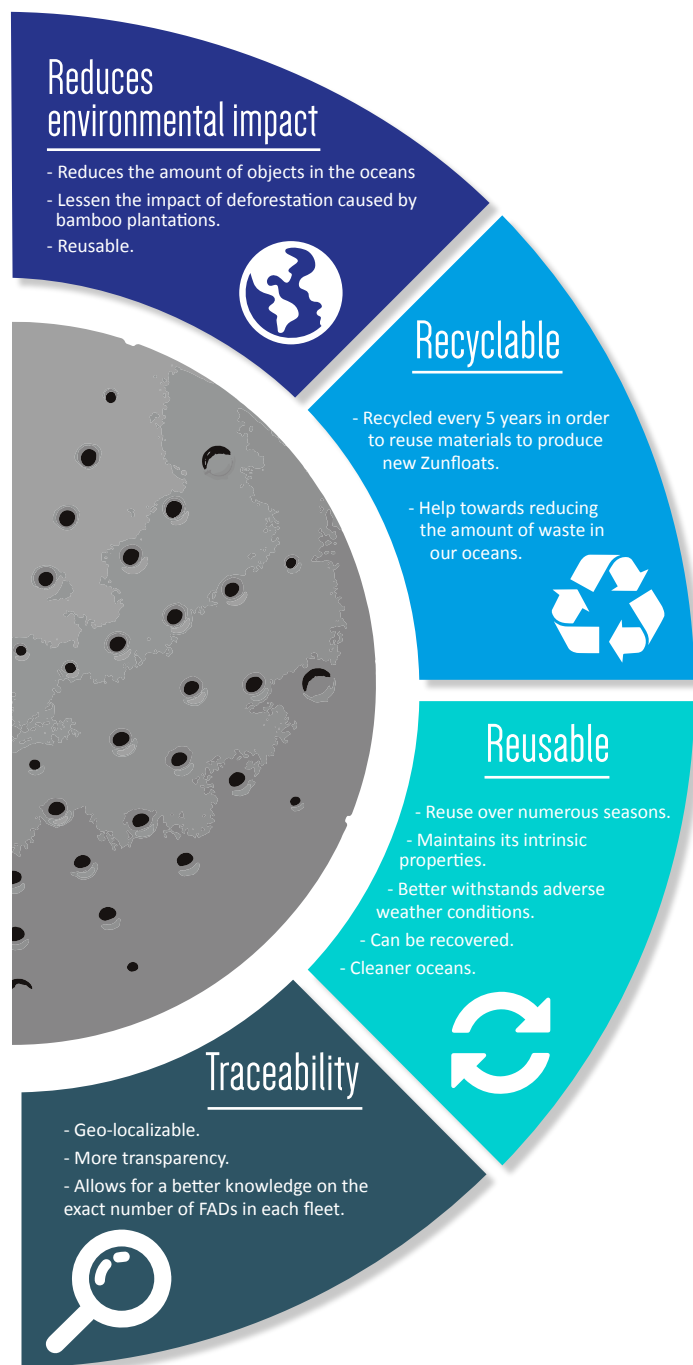 Reduces
environmental impact
- Reduces the amount of objects in the oceans
- Lessen the impact of deforestation caused by
bamboo plantations.
- Reusable.
Recyclable
- Recycled every 5 years in order
to reuse materials to produce
new Zunfloats.
- Help towards reducing
the amount of waste in
our oceans.
Reusable
- Reuse over numerous seasons.
- Maintains its intrinsic
properties.
- Better withstands adverse
weather conditions.
- Can be recovered.
- Cleaner oceans.
Traceability
- Geo-localizable.
- More transparency.
- Allows for a better knowledge on the
exact number of FADs in each fleet.